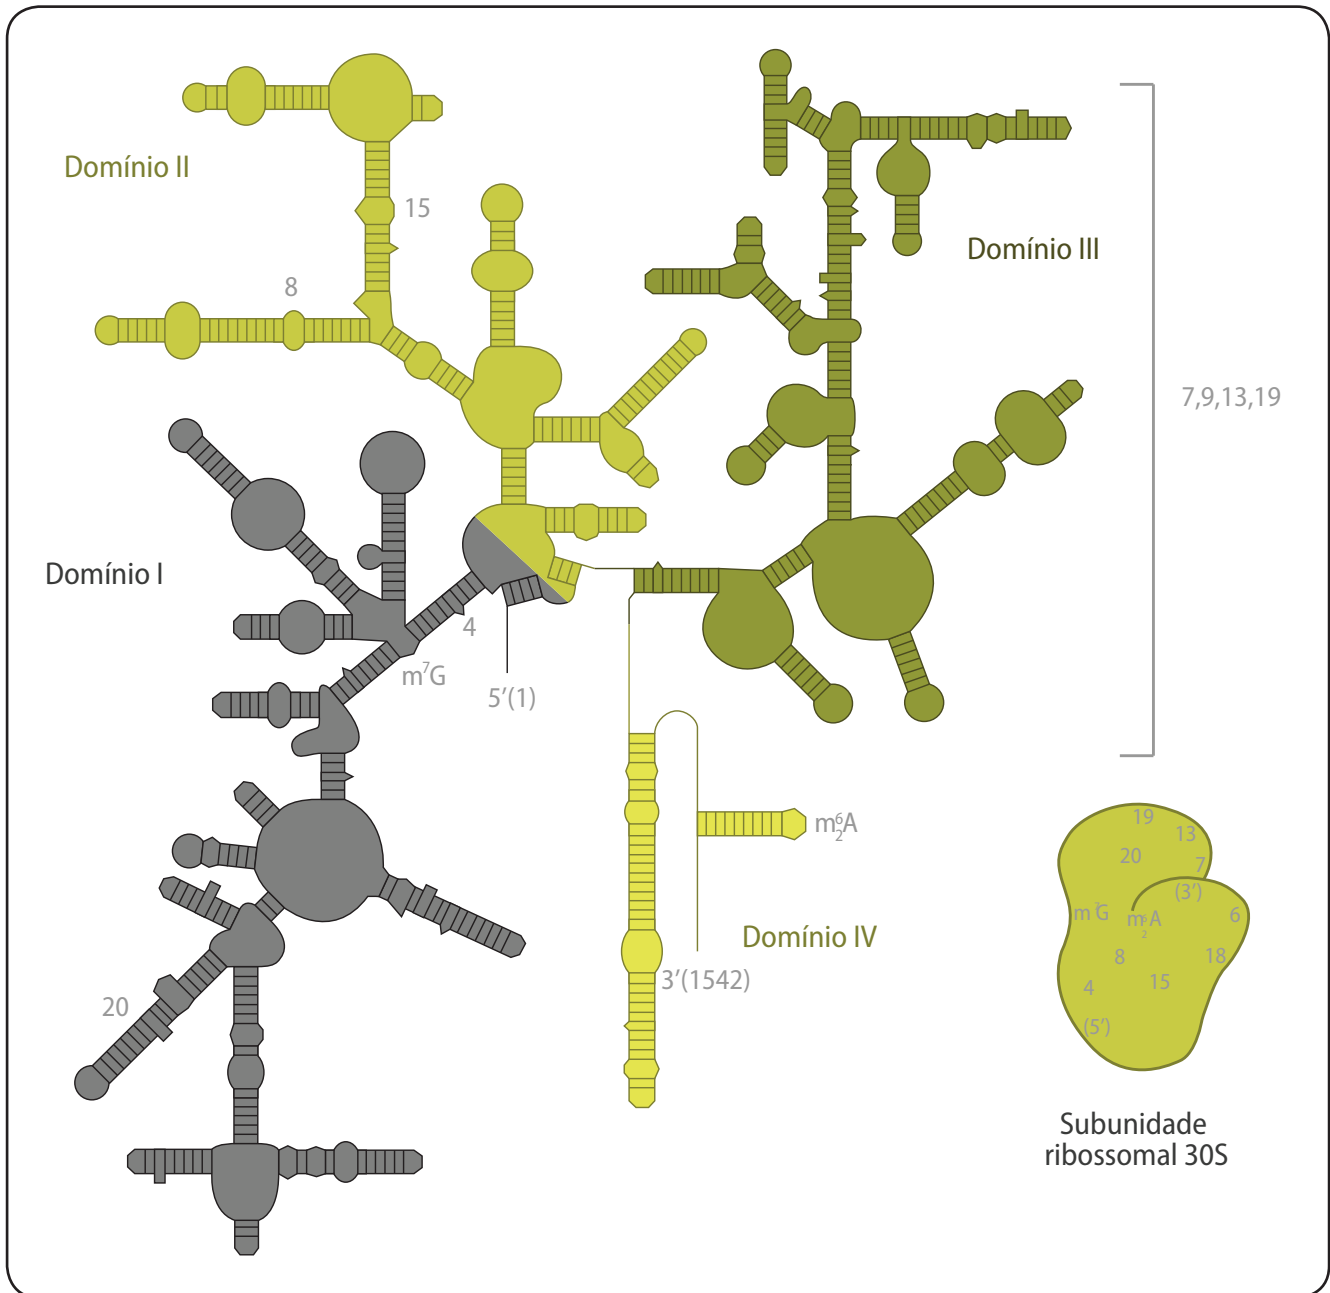 Domínio II
15
8
Domínio III
7,9,13,19
Domínio I
4
m⁷G
5’(1)
m⁶₂A
Domínio IV
3’(1542)
20
19
13
20
7
(3’)
m⁷G
m⁶₂A
6
8
18
15
4
(5’)
Subunidade
ribossomal 30S